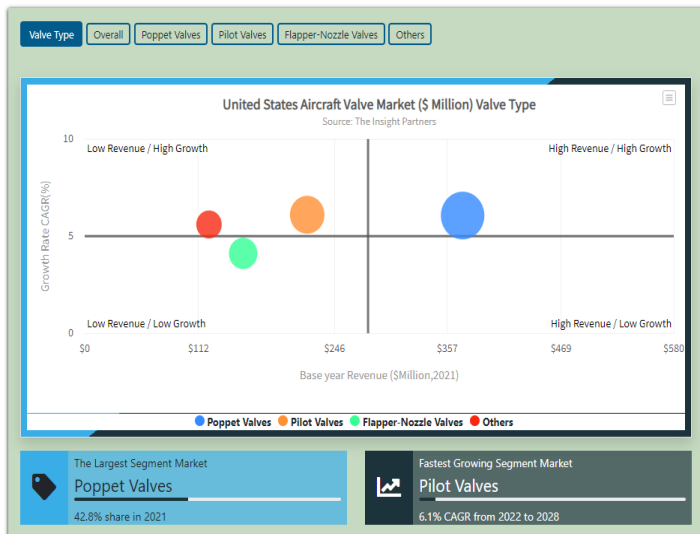 Valve Type Overall Poppet Valves Pilot Valves Flapper-Nozzle Valves Others
United States Aircraft Valve Market ($ Million) Valve Type
Source: The Insight Partners
10
Low Revenue / High Growth High Revenue / High Growth
Growth Rate CAGR(%)
5
Low Revenue / Low Growth High Revenue / Low Growth
0
$0 $112 $246 $357 $469 $580
Base year Revenue ($Million,2021)
Poppet Valves Pilot Valves Flapper-Nozzle Valves Others
The Largest Segment Market
Poppet Valves
42.8% share in 2021
Fastest Growing Segment Market
Pilot Valves
6.1% CAGR from 2022 to 2028